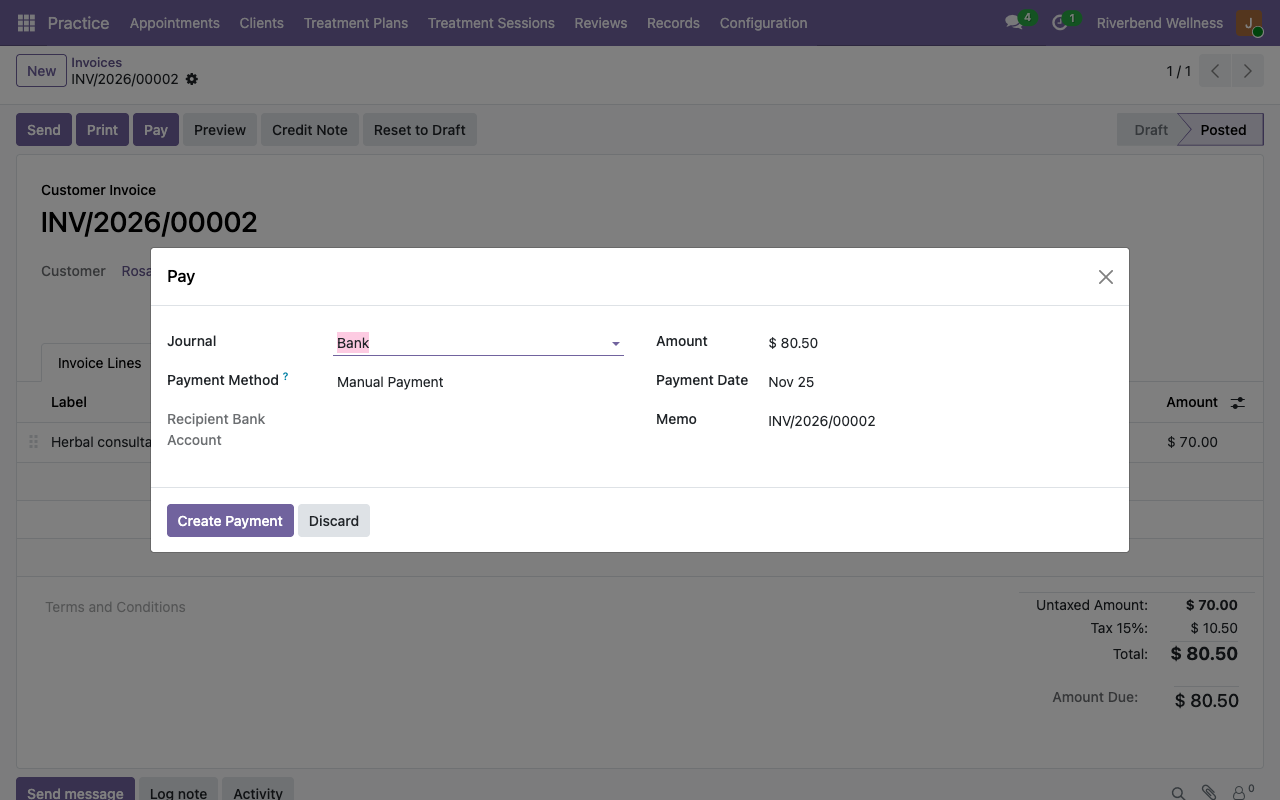 Practice Appointments Clients Treatment Plans Treatment Sessions Reviews Records Configuration 4 1 Riverbend Wellness J
New Invoices 1 / 1
INV/2026/00002
Send Print Pay Preview Credit Note Reset to Draft Draft Posted
Customer Invoice
INV/2026/00002
Customer Rosa
Pay
Journal Bank Amount $ 80.50
Payment Method ? Manual Payment Payment Date Nov 25
Recipient Bank Account Memo INV/2026/00002
Create Payment Discard
Invoice Lines
Label Amount
Herbal consulta $ 70.00
Terms and Conditions
Untaxed Amount: $ 70.00
Tax 15%: $ 10.50
Total: $ 80.50
Amount Due: $ 80.50
Send message Log note Activity 0